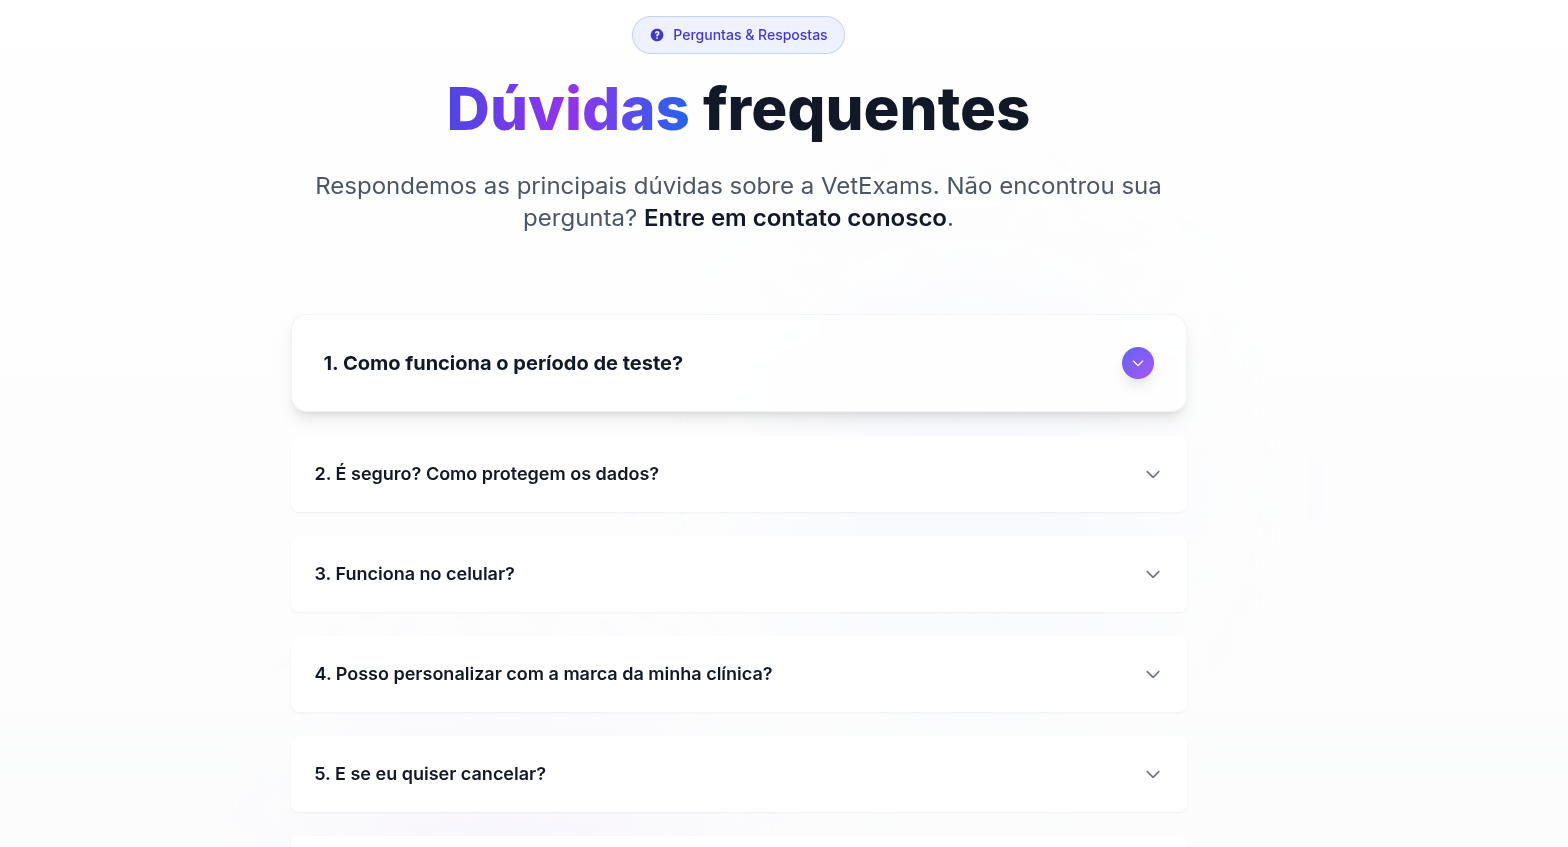 Perguntas & Respostas
Dúvidas frequentes
Respondemos as principais dúvidas sobre a VetExams. Não encontrou sua
pergunta? Entre em contato conosco.
1. Como funciona o período de teste?
2. É seguro? Como protegem os dados?
3. Funciona no celular?
4. Posso personalizar com a marca da minha clínica?
5. E se eu quiser cancelar?